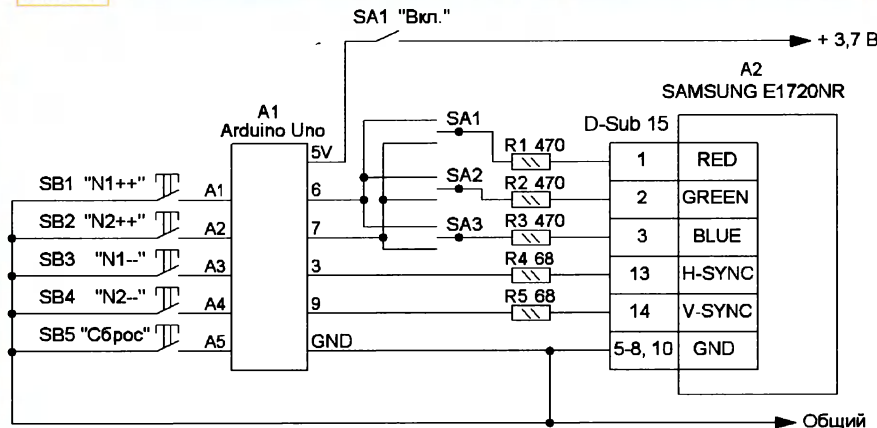 SA1 "Вкл."
+ 3,7 В
A2
SAMSUNG E1720NR
A1
Arduino Uno
D-Sub 15
5V
SA1
R1 470
1 RED
SB1 "N1++"
A1
6
SA2
R2 470
2 GREEN
SB2 "N2++"
A2
7
SA3
R3 470
3 BLUE
SB3 "N1--"
A3
3
R4 68
13 H-SYNC
SB4 "N2--"
A4
9
R5 68
14 V-SYNC
SB5 "Сброс"
A5
GND
5-8, 10 GND
Общий